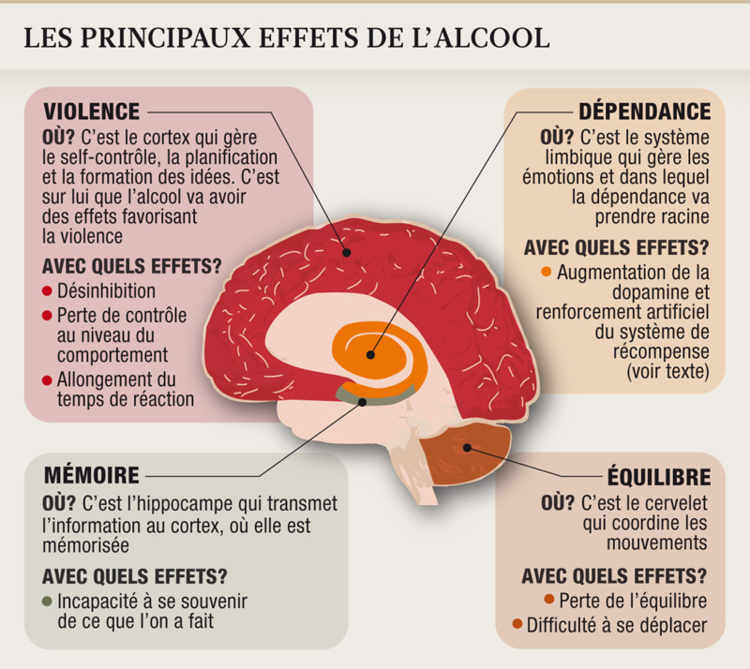 LES PRINCIPAUX EFFETS DE L'ALCOOL
VIOLENCE
OÙ? C'est le cortex qui gère
le self-contrôle, la planification
et la formation des idées. C'est
sur lui que l'alcool va avoir
des effets favorisant
la violence
AVEC QUELS EFFETS?
• Désinhibition
• Perte de contrôle
au niveau du
comportement
• Allongement du
temps de réaction
DÉPENDANCE
OÙ? C'est le système
limbique qui gère les
émotions et dans lequel
la dépendance va
prendre racine
AVEC QUELS EFFETS?
• Augmentation de la
dopamine et
renforcement artificiel
du système de
récompense
(voir texte)
MÉMOIRE
OÙ? C'est l'hippocampe qui transmet
l'information au cortex, où elle est
mémorisée
AVEC QUELS EFFETS?
• Incapacité à se souvenir
de ce que l'on a fait
ÉQUILIBRE
OÙ? C'est le cervelet
qui coordine les
mouvements
AVEC QUELS EFFETS?
• Perte de l'équilibre
• Difficulté à se déplacer